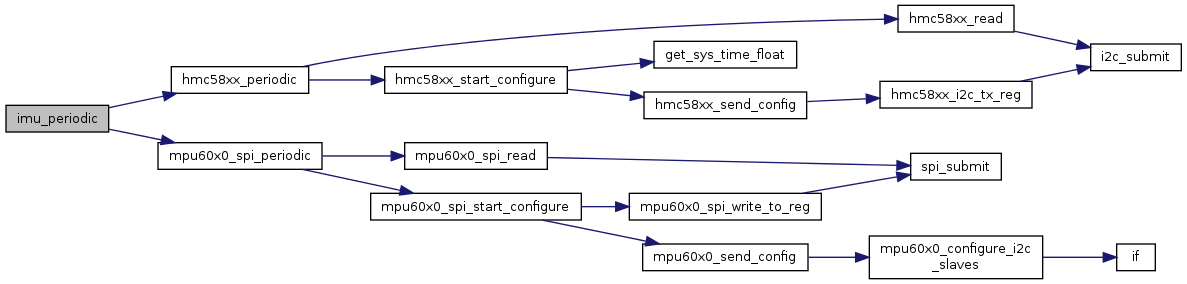 hmc58xx_read
get_sys_time_float
i2c_submit
hmc58xx_periodic
hmc58xx_start_configure
hmc58xx_send_config
hmc58xx_i2c_tx_reg
imu_periodic
mpu60x0_spi_periodic
mpu60x0_spi_read
spi_submit
mpu60x0_spi_start_configure
mpu60x0_spi_write_to_reg
mpu60x0_send_config
mpu60x0_configure_i2c
_slaves
if